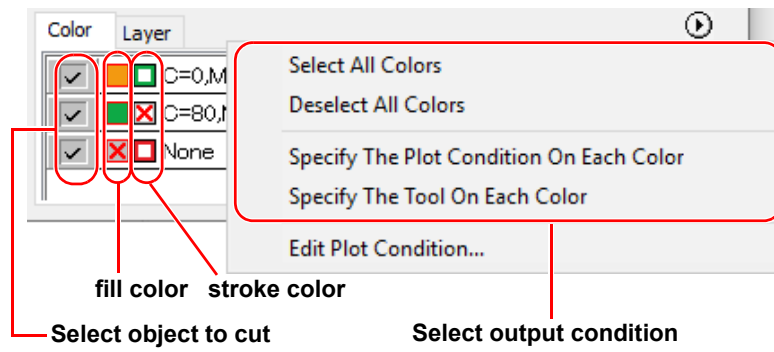 Color Layer
Select All Colors
C=0,M
Deselect All Colors
C=80,
None
Specify The Plot Condition On Each Color
Specify The Tool On Each Color
Edit Plot Condition...
fill color stroke color
Select object to cut
Select output condition